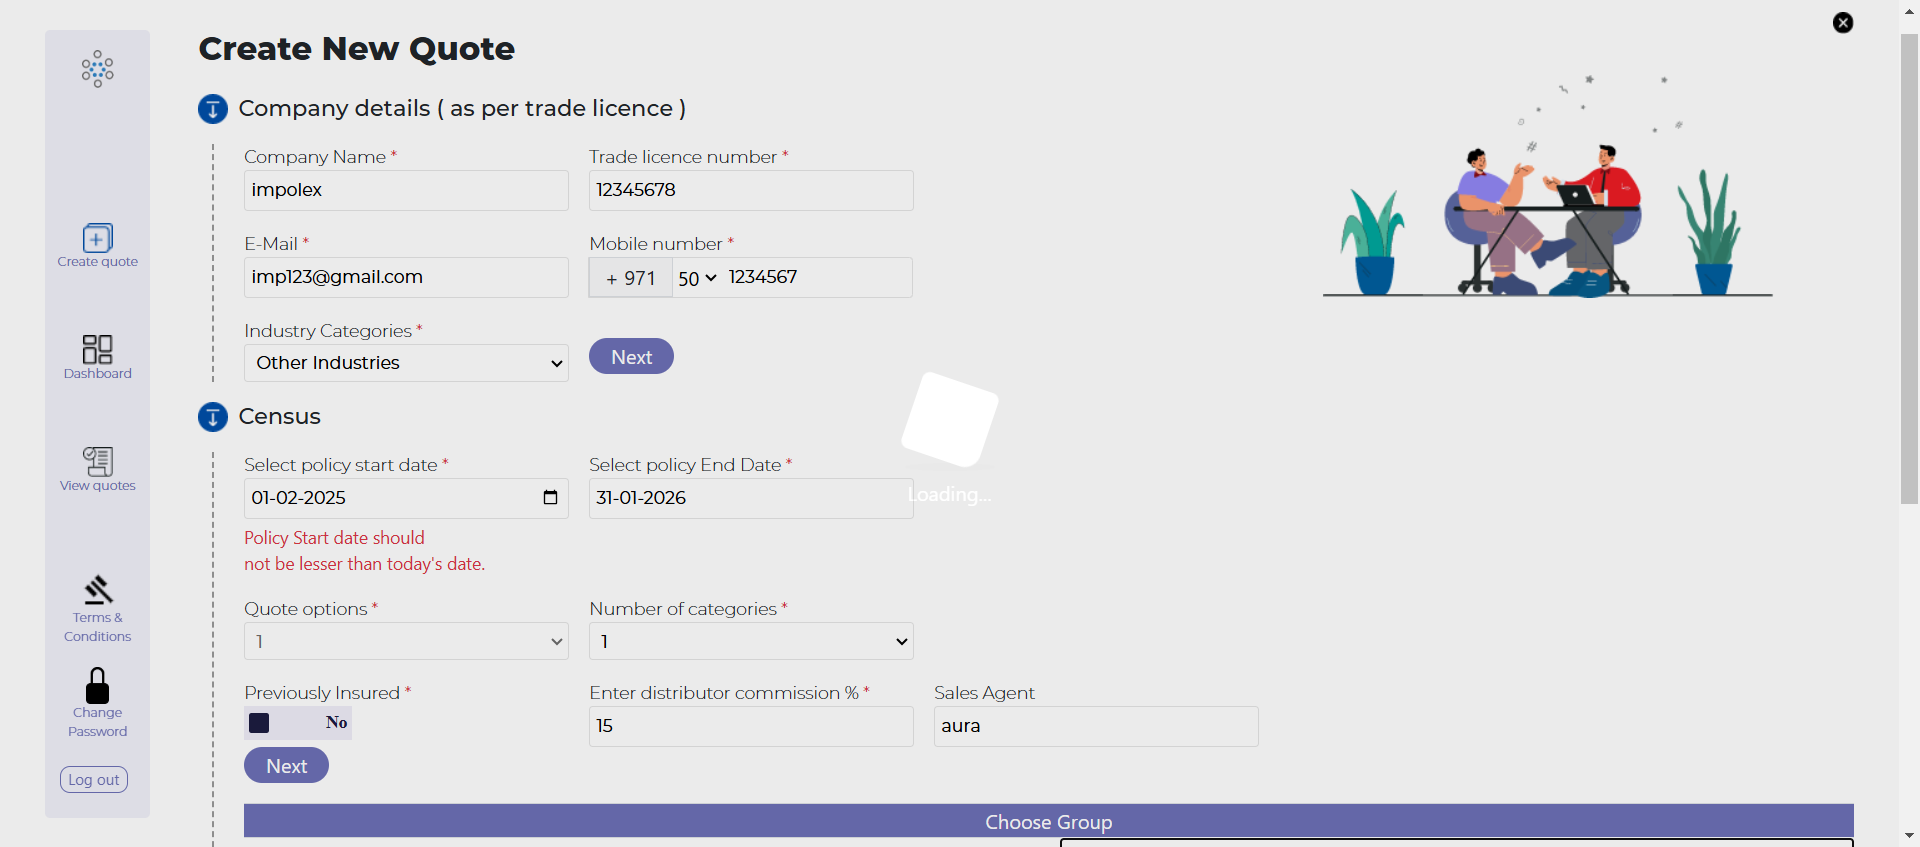 Create New Quote
Company details ( as per trade licence )
Company Name *
Trade licence number *
impolex
12345678
E-Mail *
Mobile number *
imp123@gmail.com
+ 971
50
1234567
Industry Categories *
Other Industries
Next
Census
Select policy start date *
Select policy End Date *
01-02-2025
31-01-2026
Policy Start date should
not be lesser than today's date.
Quote options *
Number of categories *
1
1
Previously Insured *
Enter distributor commission % *
Sales Agent
No
15
aura
Next
Choose Group
Loading...
Create quote
Dashboard
View quotes
Terms &
Conditions
Change
Password
Log out